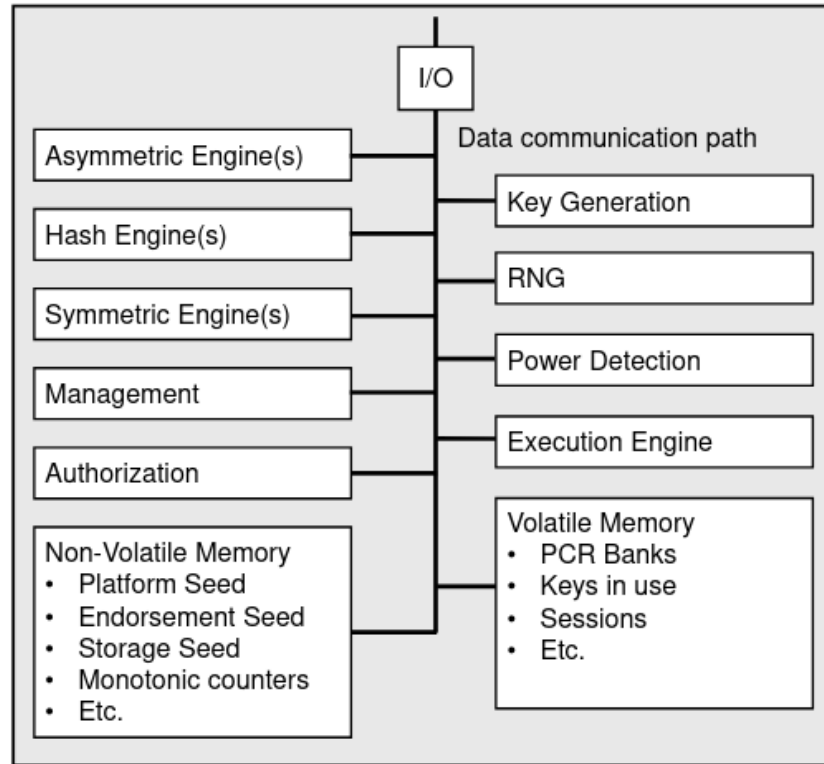 I/O
Data communication path
Asymmetric Engine(s)
Hash Engine(s)
Symmetric Engine(s)
Management
Authorization
Non-Volatile Memory
• Platform Seed
• Endorsement Seed
• Storage Seed
• Monotonic counters
• Etc.
Key Generation
RNG
Power Detection
Execution Engine
Volatile Memory
• PCR Banks
• Keys in use
• Sessions
• Etc.